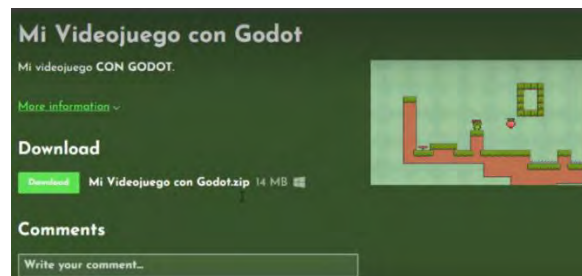 Mi Videojuego con Godot
Mi videojuego CON GODOT.
More information
Download
Download Mi Videojuego con Godot.zip 14 MB
Comments
Write your comment...